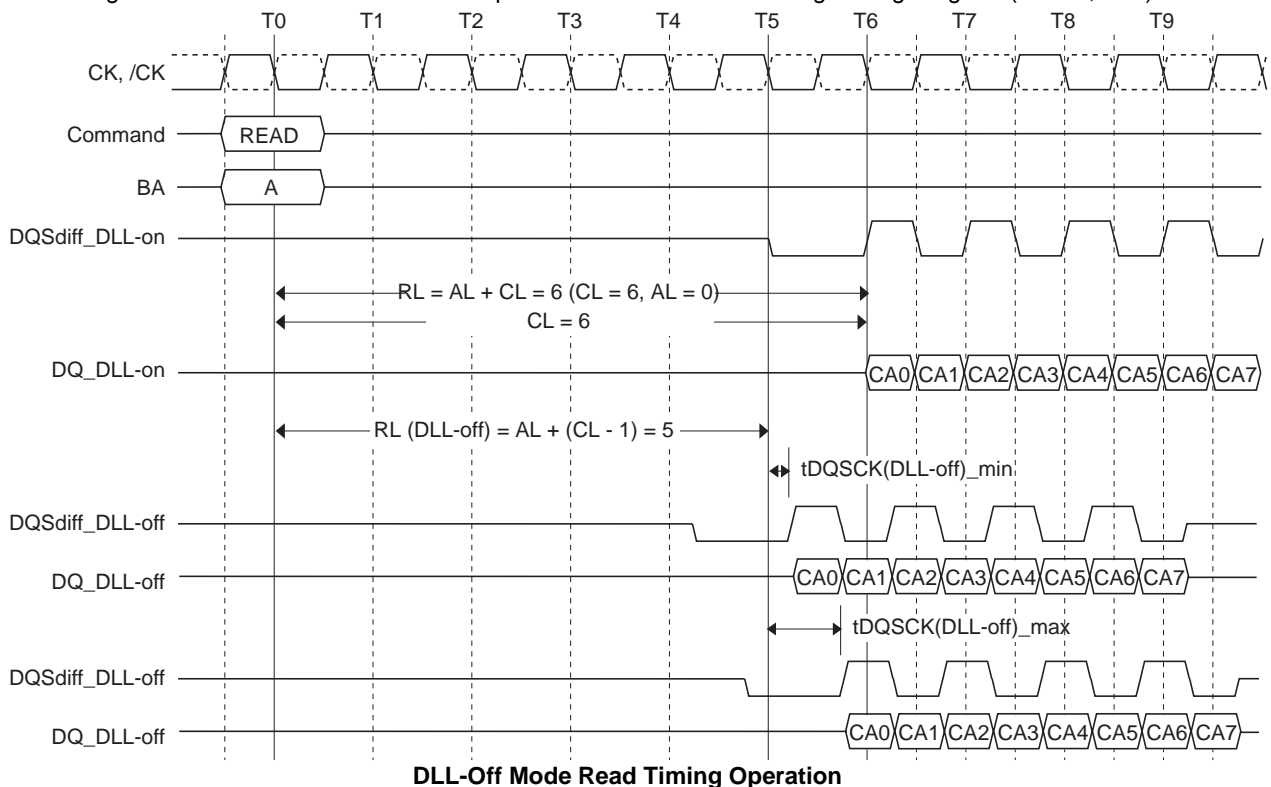 T0 T1 T2 T3 T4 T5 T6 T7 T8 T9
CK, /CK
Command READ
BA A
DQSdiff_DLL-on
RL = AL + CL = 6 (CL = 6, AL = 0)
CL = 6
DQ_DLL-on CA0 CA1 CA2 CA3 CA4 CA5 CA6 CA7
RL (DLL-off) = AL + (CL - 1) = 5
tDQSCK(DLL-off)_min
DQSdiff_DLL-off
DQ_DLL-off CA0 CA1 CA2 CA3 CA4 CA5 CA6 CA7
tDQSCK(DLL-off)_max
DQSdiff_DLL-off
DQ_DLL-off CA0 CA1 CA2 CA3 CA4 CA5 CA6 CA7
DLL-Off Mode Read Timing Operation